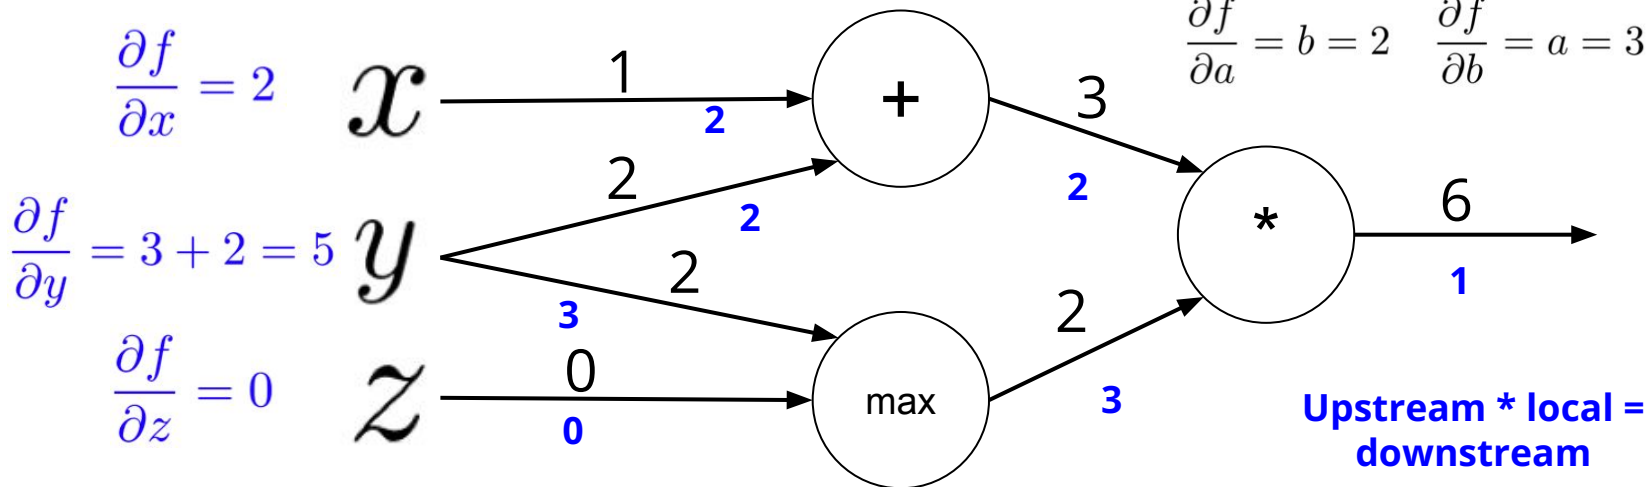 ∂f/∂a = b = 2   ∂f/∂b = a = 3
∂f/∂x = 2   x   1   +   3
2
2   2
2
∂f/∂y = 3 + 2 = 5   y   *   6
2   1
3   2
∂f/∂z = 0   z   0   max
0   3
Upstream * local =
downstream